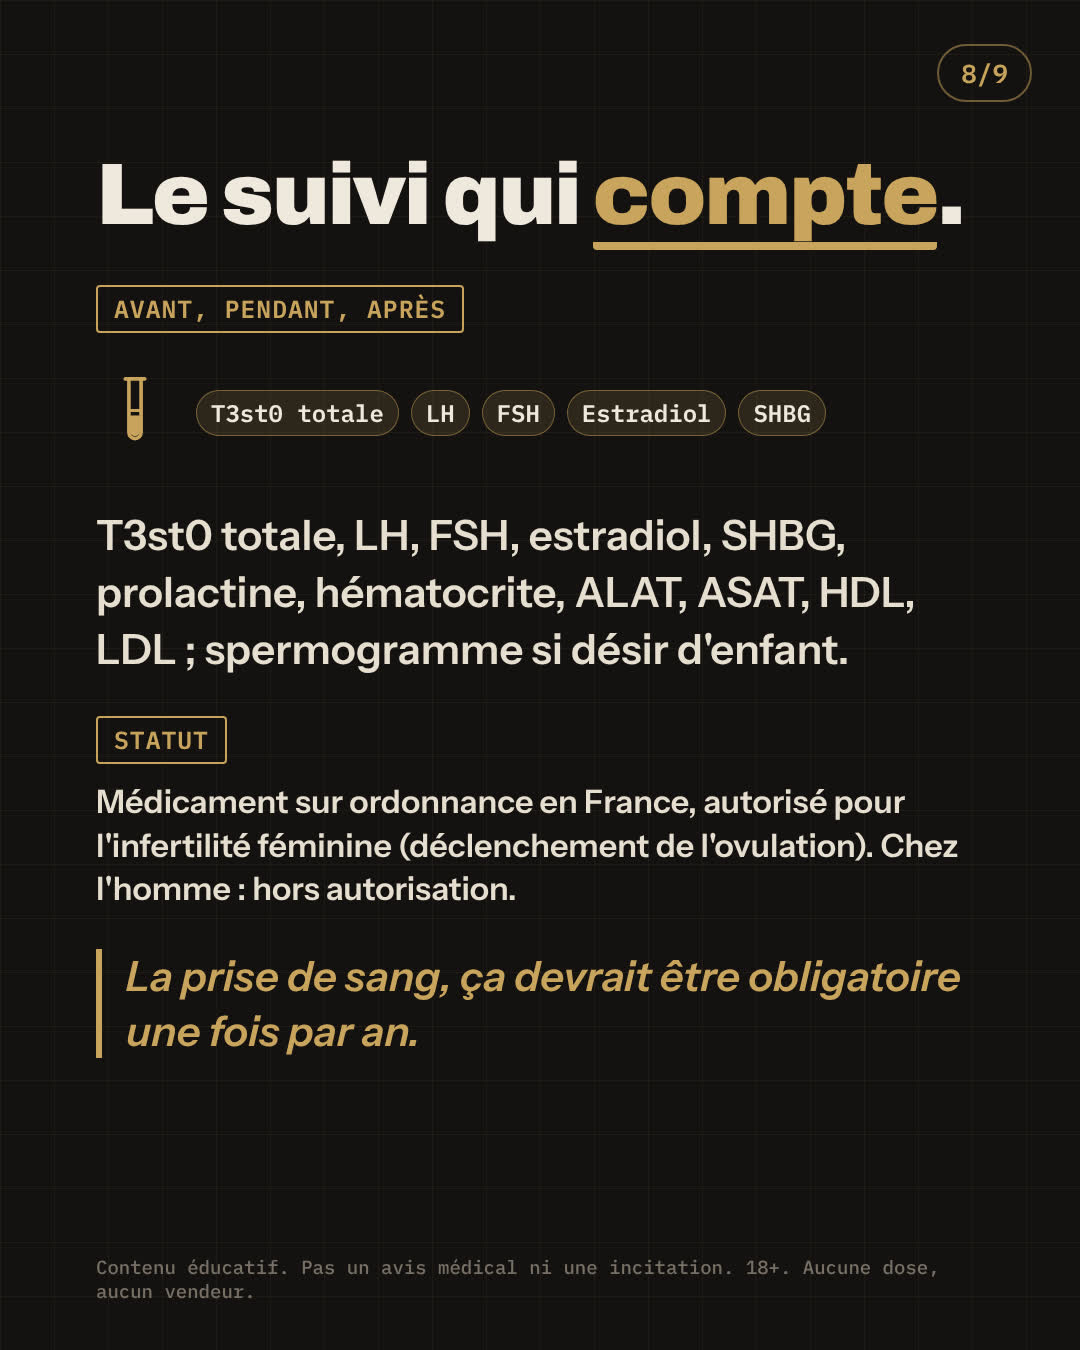 8/9
Le suivi qui compte.
AVANT, PENDANT, APRÈS
T3st0 totale LH FSH Estradiol SHBG
T3st0 totale, LH, FSH, estradiol, SHBG,
prolactine, hématocrite, ALAT, ASAT, HDL,
LDL ; spermogramme si désir d'enfant.
STATUT
Médicament sur ordonnance en France, autorisé pour
l'infertilité féminine (déclenchement de l'ovulation). Chez
l'homme : hors autorisation.
La prise de sang, ça devrait être obligatoire
une fois par an.
Contenu éducatif. Pas un avis médical ni une incitation. 18+. Aucune dose,
aucun vendeur.